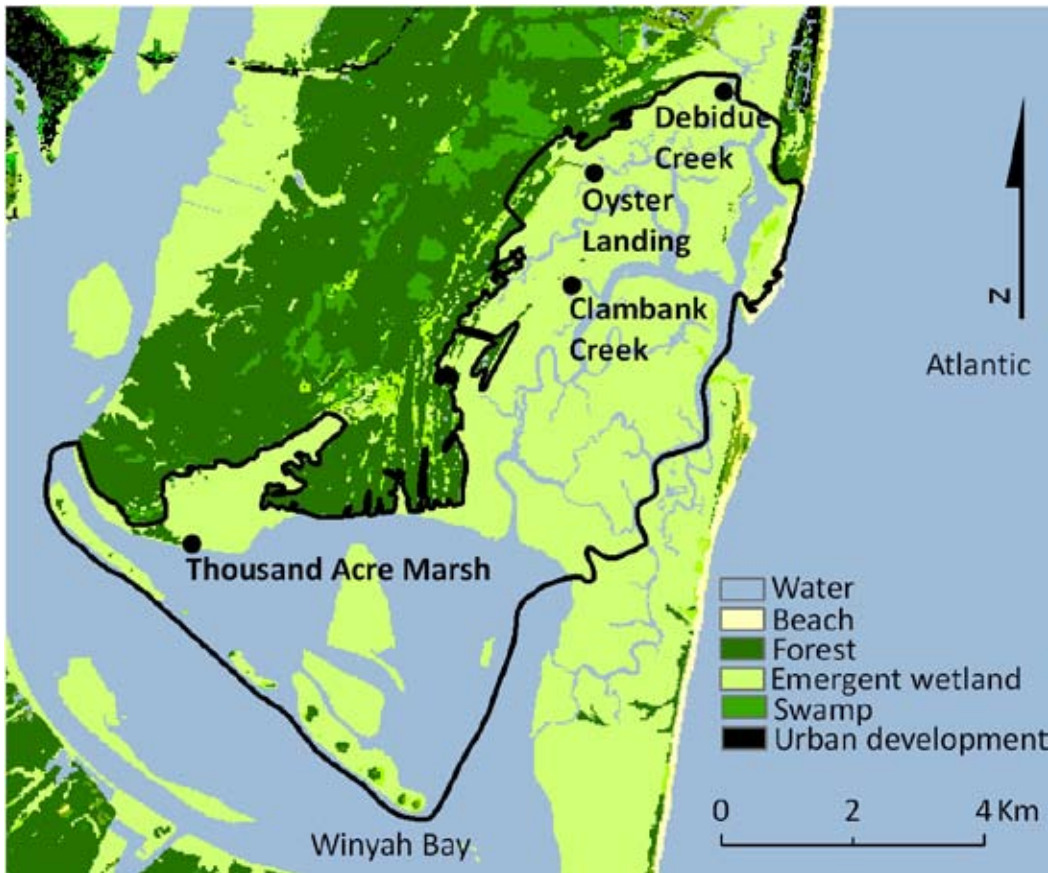 Debidue
Creek
Oyster
Landing
Clambank
Creek
N
Atlantic
Thousand Acre Marsh
Water
Beach
Forest
Emergent wetland
Swamp
Urban development
0 2 4 Km
Winyah Bay